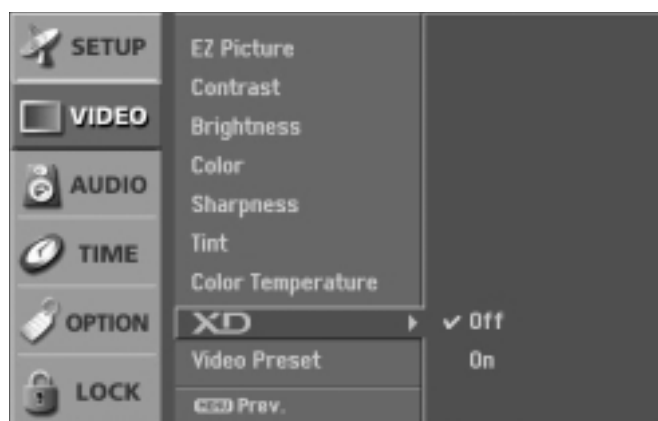 SETUP
VIDEO
AUDIO
TIME
OPTION
LOCK
EZ Picture
Contrast
Brightness
Color
Sharpness
Tint
Color Temperature
XD
Video Preset
MENU Prev.
Off
On